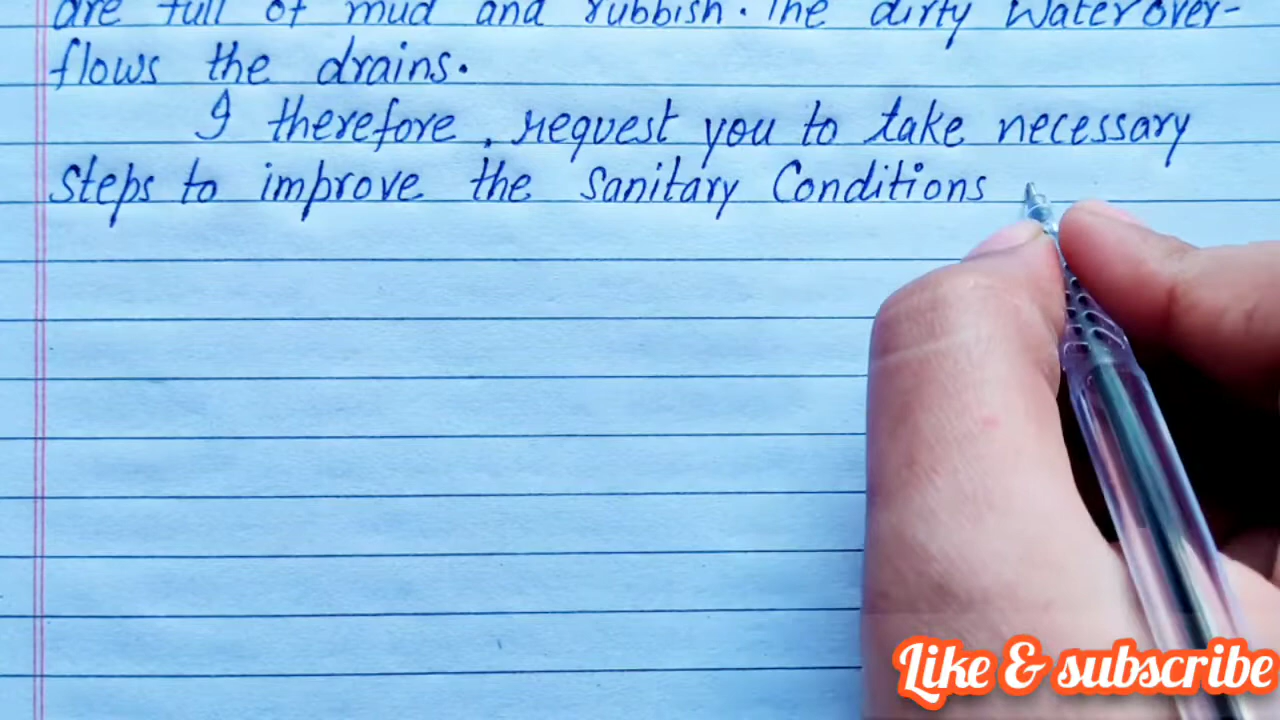 are full of mud and rubbish. The dirty water over-
flows the drains.
I therefore, request you to take necessary
steps to improve the Sanitary Conditions
Like & subscribe